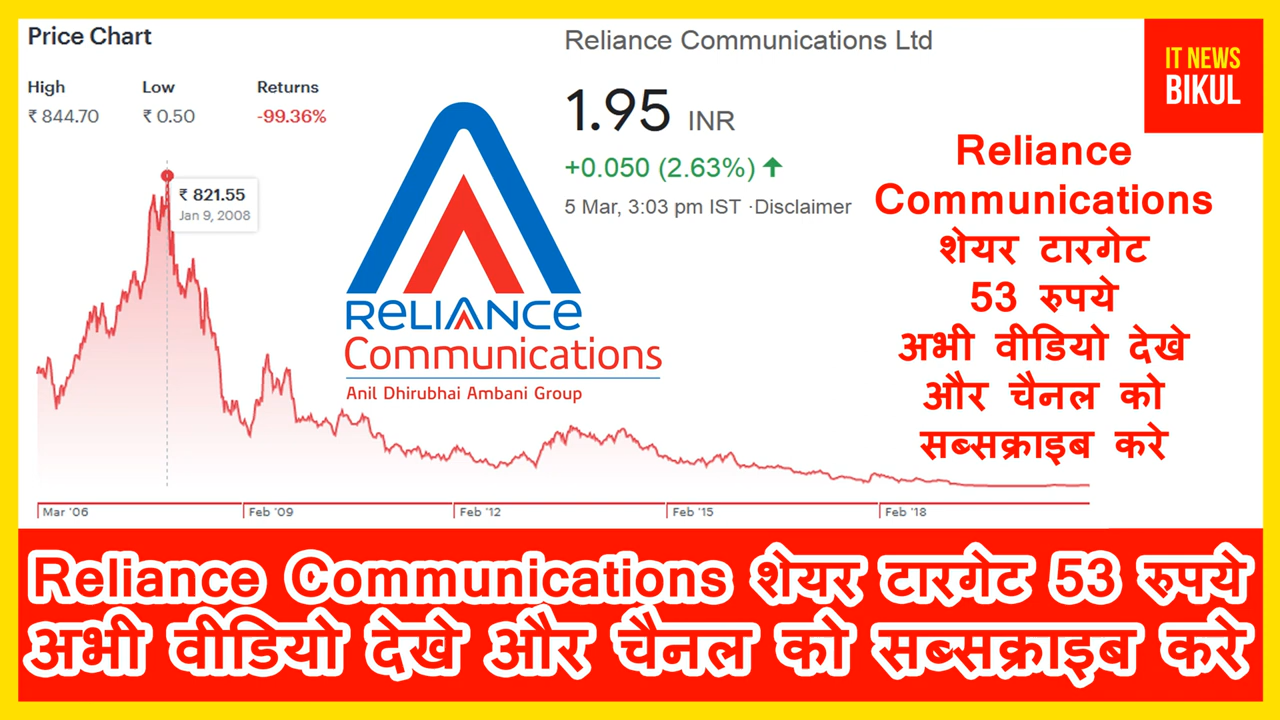 Price Chart
High Low Returns
₹ 844.70 ₹ 0.50 -99.36%
₹ 821.55
Jan 9, 2008
Mar '06 Feb '09 Feb '12 Feb '15 Feb '18
RELIANCE
Communications
Anil Dhirubhai Ambani Group
Reliance Communications Ltd
1.95 INR
+0.050 (2.63%) ↑
5 Mar, 3:03 pm IST ·Disclaimer
IT NEWS
BIKUL
Reliance
Communications
शेयर टारगेट
53 रुपये
अभी वीडियो देखे
और चैनल को
सब्सक्राइब करे
Reliance Communications शेयर टारगेट 53 रुपये
अभी वीडियो देखे और चैनल को सब्सक्राइब करे